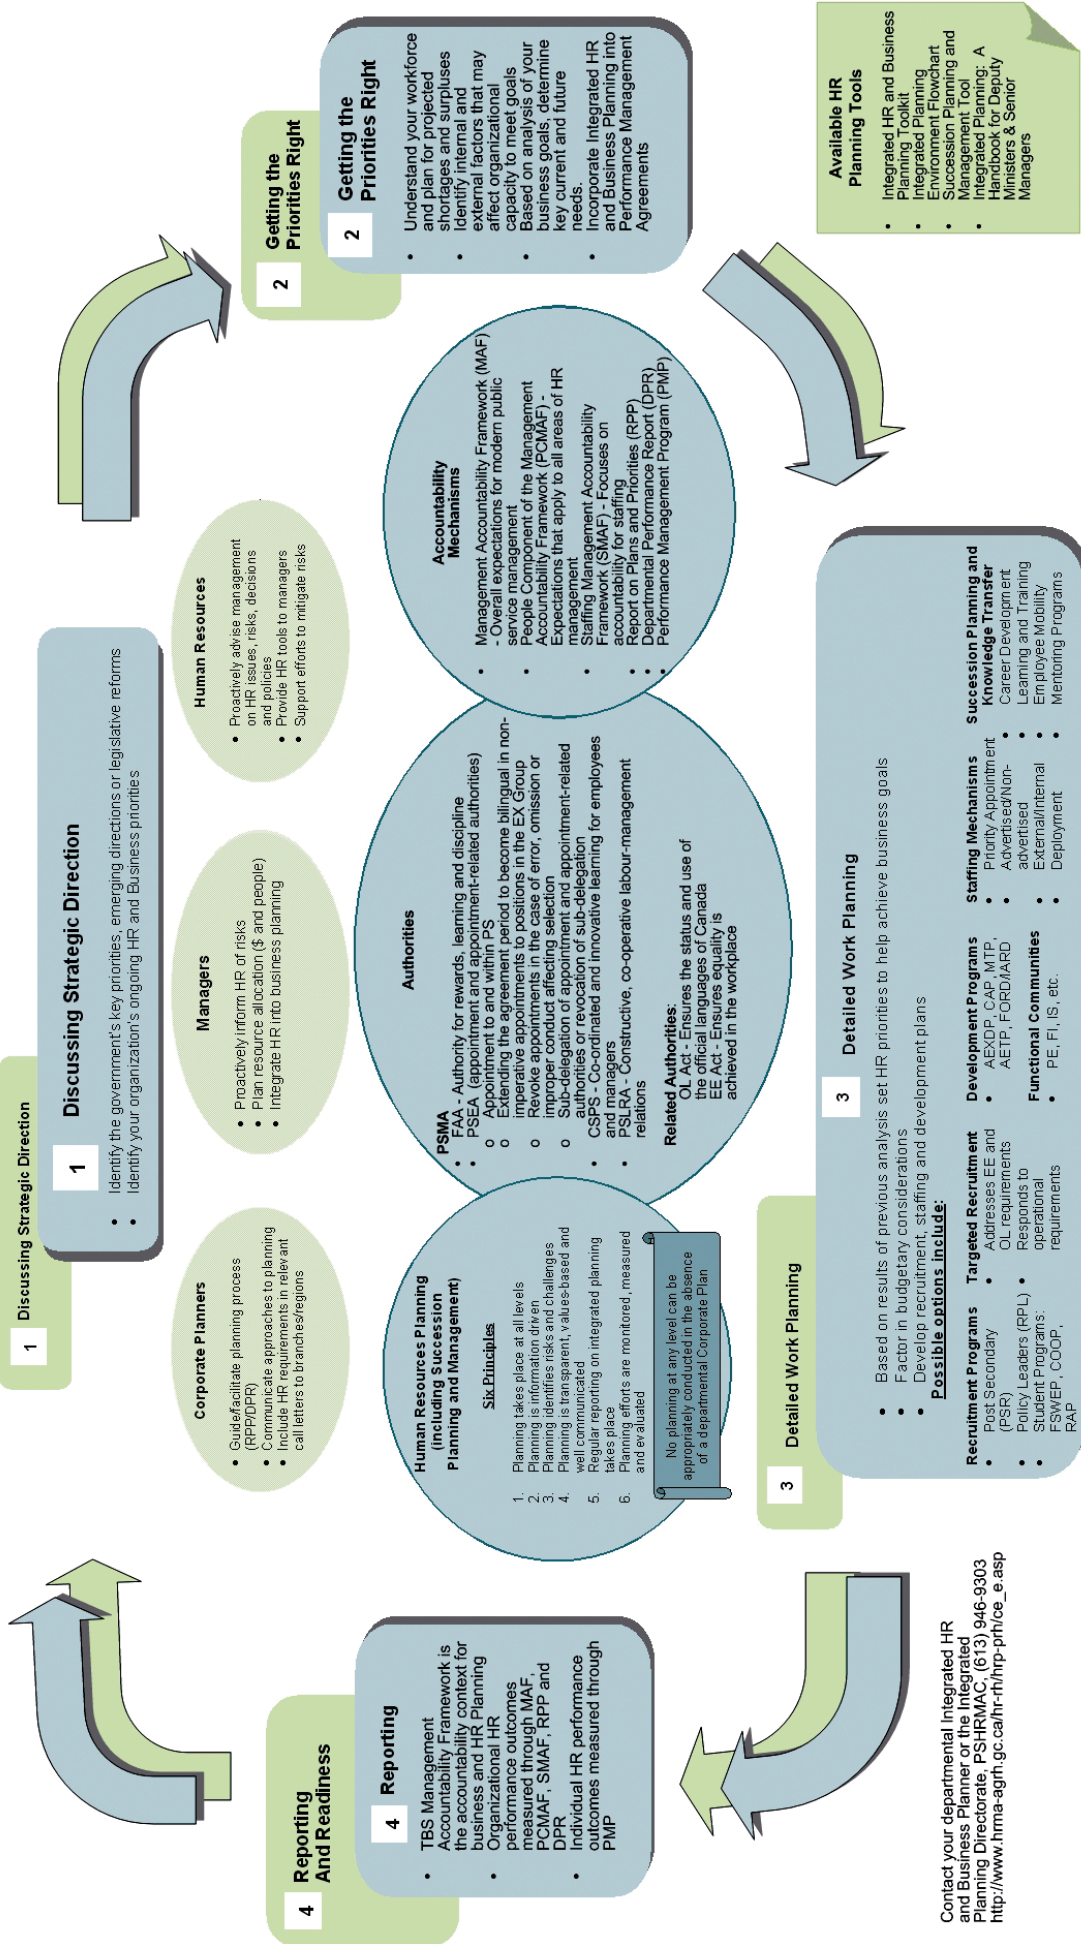 1
Discussing Strategic Direction
1
Discussing Strategic Direction
• Identify the government's key priorities, emerging directions or legislative reforms
• Identify your organization's ongoing HR and Business priorities
Corporate Planners
• Guide/facilitate planning process
(RPP/DPR)
• Communicate approaches to planning
• Include HR requirements in relevant
call letters to branches/regions
Managers
• Proactively inform HR of risks
• Plan resource allocation ($ and people)
• Integrate HR into business planning
Human Resources
• Proactively advise management
on HR issues, risks, decisions
and policies
• Provide HR tools to managers
• Support efforts to mitigate risks
2
Getting the
Priorities Right
2
Getting the
Priorities Right
• Understand your workforce
and plan for projected
shortages and surpluses
• Identify internal and
external factors that may
affect organizational
capacity to meet goals
• Based on analysis of your
business goals, determine
key current and future
needs.
• Incorporate Integrated HR
and Business Planning into
Performance Management
Agreements
Human Resources Planning
(including Succession
Planning and Management)
Six Principles
1. Planning takes place at all levels
2. Planning is information driven
3. Planning identifies risks and challenges
4. Planning is transparent, values-based and
well communicated
5. Regular reporting on integrated planning
takes place
6. Planning efforts are monitored, measured
and evaluated
No planning at any level can be
appropriately conducted in the absence
of a departmental Corporate Plan
Authorities
PSMA
• FAA - Authority for rewards, learning and discipline
• PSEA (appointment and appointment-related authorities)
o Appointment to and within PS
o Extending the agreement period to become bilingual in non-
imperative appointments to positions in the EX Group
o Revoke appointments in the case of error, omission or
improper conduct affecting selection
o Sub-delegation of appointment and appointment-related
authorities or revocation of sub-delegation
• CSPS - Co-ordinated and innovative learning for employees
and managers
• PSLRA - Constructive, co-operative labour-management
relations
Related Authorities:
OL Act - Ensures the status and use of
the official languages of Canada
EE Act - Ensures equality is
achieved in the workplace
Accountability
Mechanisms
• Management Accountability Framework (MAF)
- Overall expectations for modern public
service management
• People Component of the Management
Accountability Framework (PCMAF) -
Expectations that apply to all areas of HR
management
• Staffing Management Accountability
Framework (SMAF) - Focuses on
accountability for staffing
• Report on Plans and Priorities (RPP)
• Departmental Performance Report (DPR)
• Performance Management Program (PMP)
4
Reporting
And Readiness
4
Reporting
• TBS Management
Accountability Framework is
the accountability context for
business and HR Planning
• Organizational HR
performance outcomes
measured through MAF,
PCMAF, SMAF, RPP and
DPR
• Individual HR performance
outcomes measured through
PMP
3
Detailed Work Planning
3
Detailed Work Planning
• Based on results of previous analysis set HR priorities to help achieve business goals
• Factor in budgetary considerations
• Develop recruitment, staffing and development plans
Possible options include:
Recruitment Programs
• Post Secondary
(PSR)
• Policy Leaders (RPL)
• Student Programs:
FSWEP, COOP,
RAP
Targeted Recruitment
• Addresses EE and
OL requirements
• Responds to
operational
requirements
Development Programs
• AEXDP, CAP, MTP,
AETP, FORD/ARD
Functional Communities
• PE, FI, IS, etc.
Staffing Mechanisms
• Priority Appointment
• Advertised/Non-
advertised
• External/Internal
• Deployment
Succession Planning and
Knowledge Transfer
• Career Development
• Learning and Training
• Employee Mobility
• Mentoring Programs
Available HR
Planning Tools
• Integrated HR and Business
Planning Toolkit
• Integrated Planning
Environment Flowchart
• Succession Planning and
Management Tool
• Integrated Planning: A
Handbook for Deputy
Ministers & Senior
Managers
Contact your departmental Integrated HR
and Business Planner or the Integrated
Planning Directorate, PSHRMAC, (613) 946-9303
http://www.hrma-agrh.gc.ca/hr-rh/hrp-prh/ce_e.asp